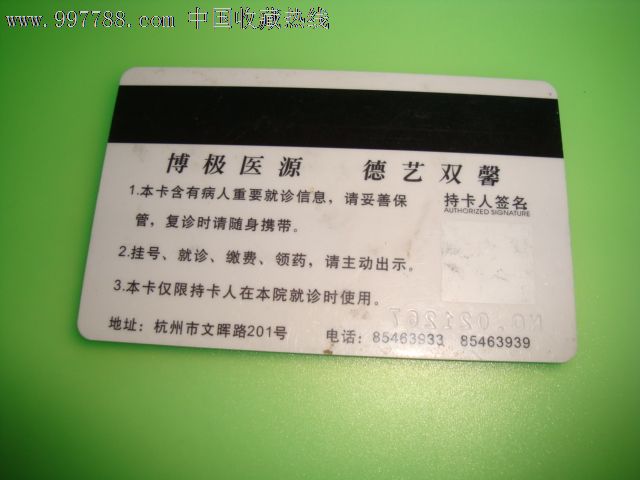 www.997788.com 中国收藏热线
博极医源 德艺双馨
1.本卡含有病人重要就诊信息，请妥善保
管，复诊时请随身携带。
持卡人签名
AUTHORIZED SIGNATURE
2.挂号、就诊、缴费、领药，请主动出示。
3.本卡仅限持卡人在本院就诊时使用。
NO.021267
地址：杭州市文晖路201号 电话：85463933 85463939